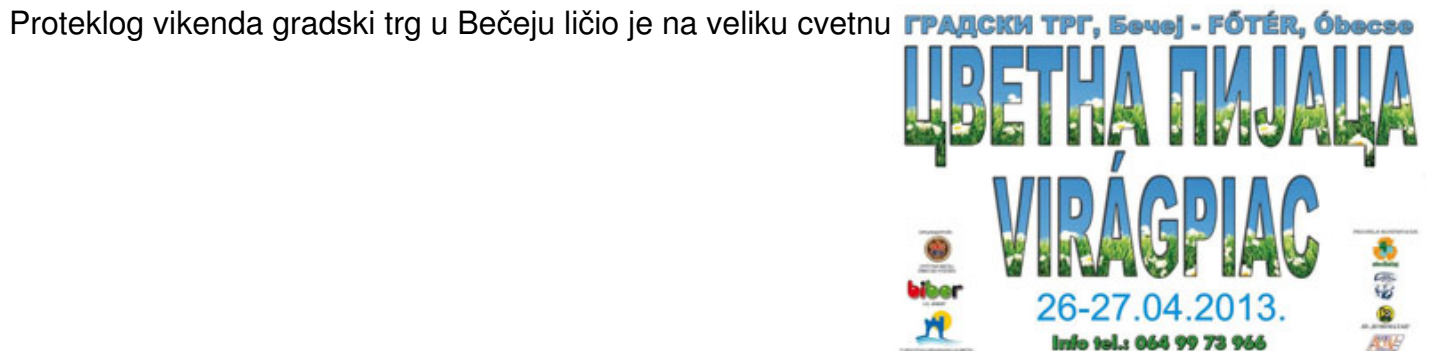 Proteklog vikenda gradski trg u Bečeju ličio je na veliku cvetnu
ГРАДСКИ ТРГ, Бечеј - FŐTÉR, Óbecse
ЦВЕТНА ПИЈАЦА
VIRÁGPIAC
biber
26-27.04.2013.
Info tel.: 064 99 73 966